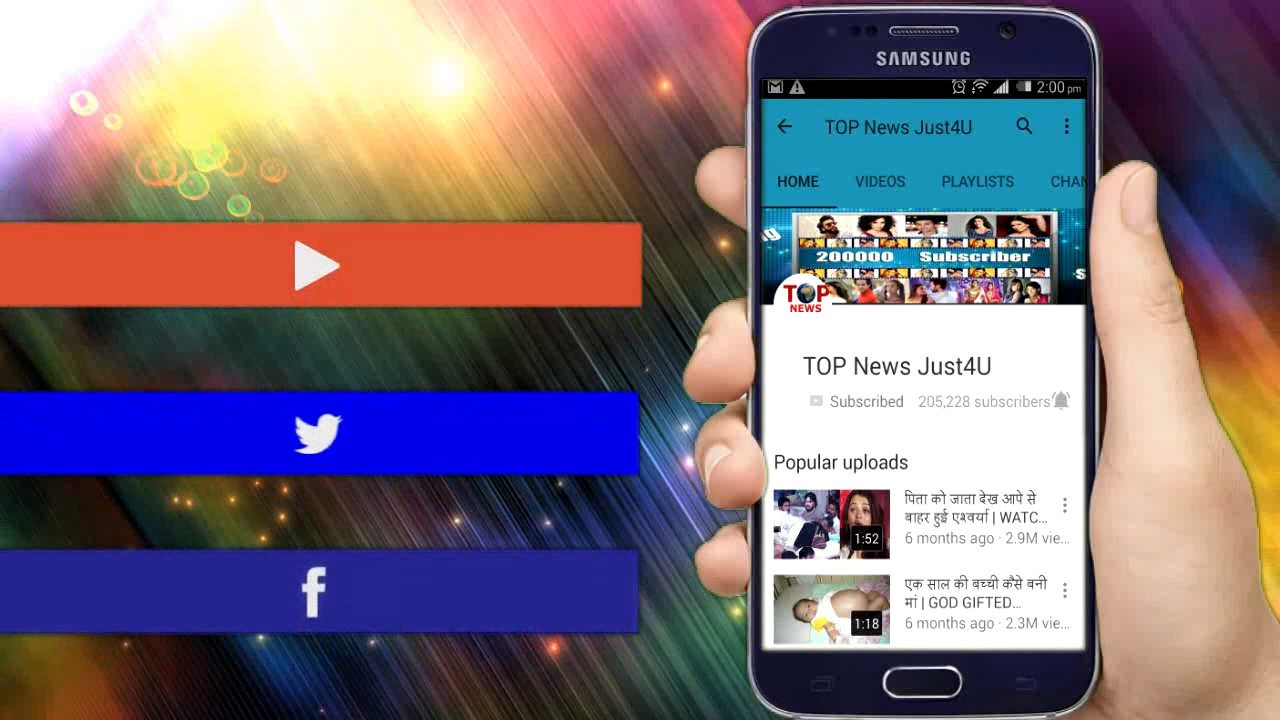 SAMSUNG
2:00 pm
TOP News Just4U
HOME VIDEOS PLAYLISTS CHAN
200000 Subscriber
TOP
NEWS
TOP News Just4U
Subscribed 205,228 subscribers
Popular uploads
पिता को जाता देख आपे से
बाहर हुई एश्वर्या | WATC...
6 months ago · 2.9M vie...
1:52
एक साल की बच्ची कैसे बनी
मां | GOD GIFTED...
6 months ago · 2.3M vie...
1:18